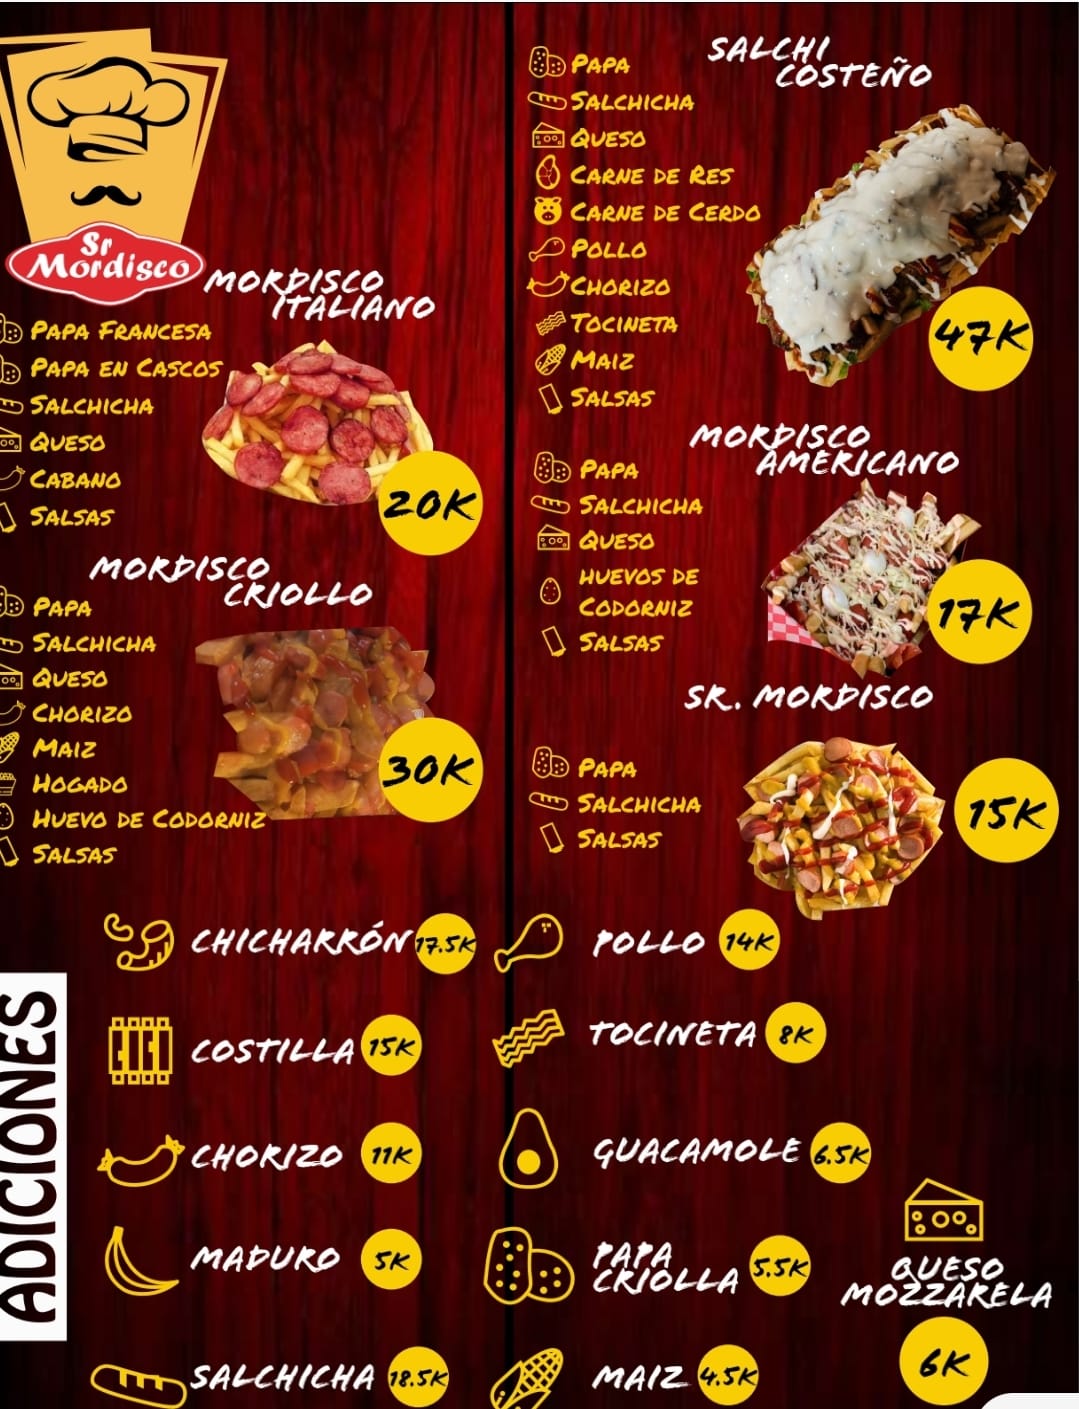 Sr
Mordisco
MORDISCO
ITALIANO
PAPA FRANCESA
PAPA EN CASCOS
SALCHICHA
QUESO
CABANO
SALSAS
20K
MORDISCO
CRIOLLO
PAPA
SALCHICHA
QUESO
CHORIZO
MAIZ
HOGADO
HUEVO DE CODORNIZ
SALSAS
30K
SALCHI
COSTEÑO
PAPA
SALCHICHA
QUESO
CARNE DE RES
CARNE DE CERDO
POLLO
CHORIZO
TOCINETA
MAIZ
SALSAS
47K
MORDISCO
AMERICANO
PAPA
SALCHICHA
QUESO
HUEVOS DE
CODORNIZ
SALSAS
17K
SR. MORDISCO
PAPA
SALCHICHA
SALSAS
15K
ADICIONES
CHICHARRÓN 17.5K
COSTILLA 15K
CHORIZO 11K
MADURO 5K
SALCHICHA 18.5K
POLLO 14K
TOCINETA 8K
GUACAMOLE 6.5K
PAPA
CRIOLLA 5.5K
MAIZ 4.5K
QUESO
MOZZARELA
6K